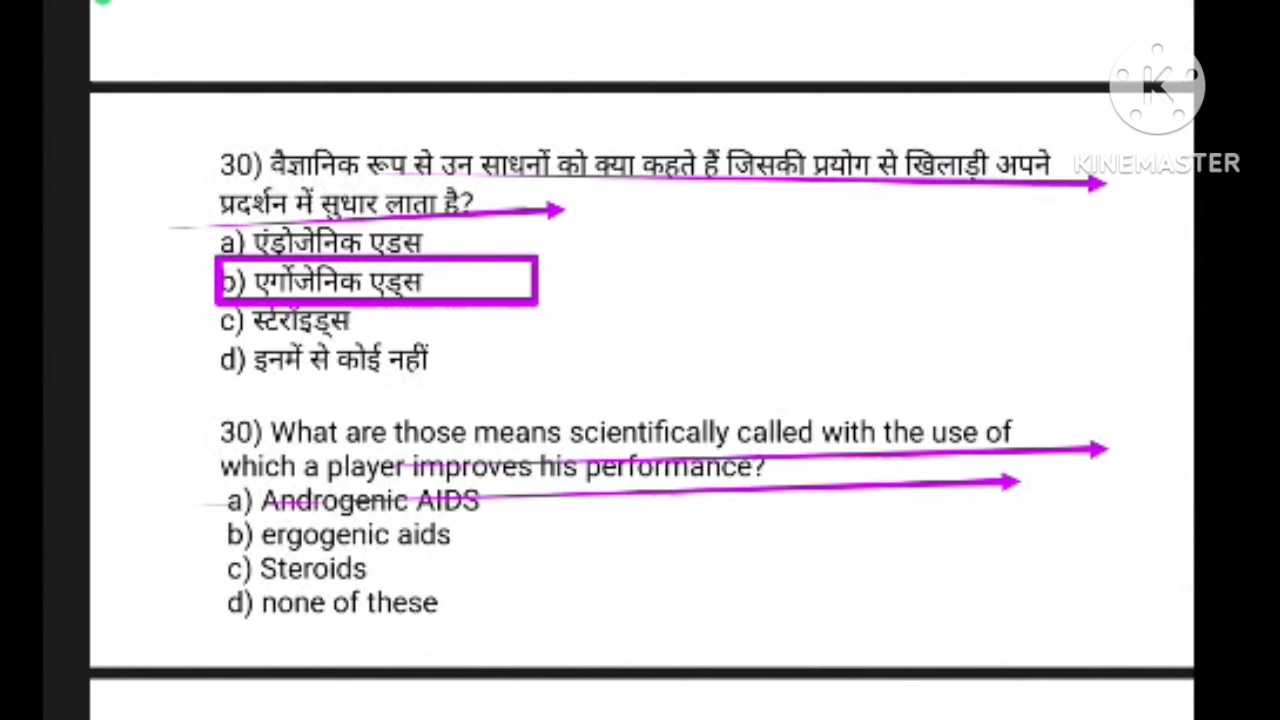 30) वैज्ञानिक रूप से उन साधनों को क्या कहते हैं जिसकी प्रयोग से खिलाड़ी अपने
KINEMASTER
प्रदर्शन में सुधार लाता है?
a) एंड्रोजेनिक एडस
b) एर्गोजेनिक एड्स
c) स्टेरॉइड्स
d) इनमें से कोई नहीं
30) What are those means scientifically called with the use of
which a player improves his performance?
a) Androgenic AIDS
b) ergogenic aids
c) Steroids
d) none of these